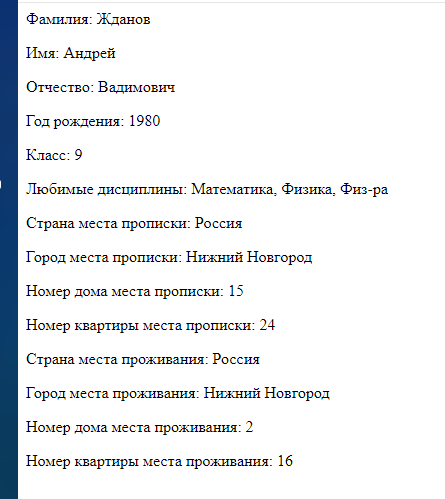 Фамилия: Жданов
Имя: Андрей
Отчество: Вадимович
Год рождения: 1980
Класс: 9
Любимые дисциплины: Математика, Физика, Физ-ра
Страна места прописки: Россия
Город места прописки: Нижний Новгород
Номер дома места прописки: 15
Номер квартиры места прописки: 24
Страна места проживания: Россия
Город места проживания: Нижний Новгород
Номер дома места проживания: 2
Номер квартиры места проживания: 16